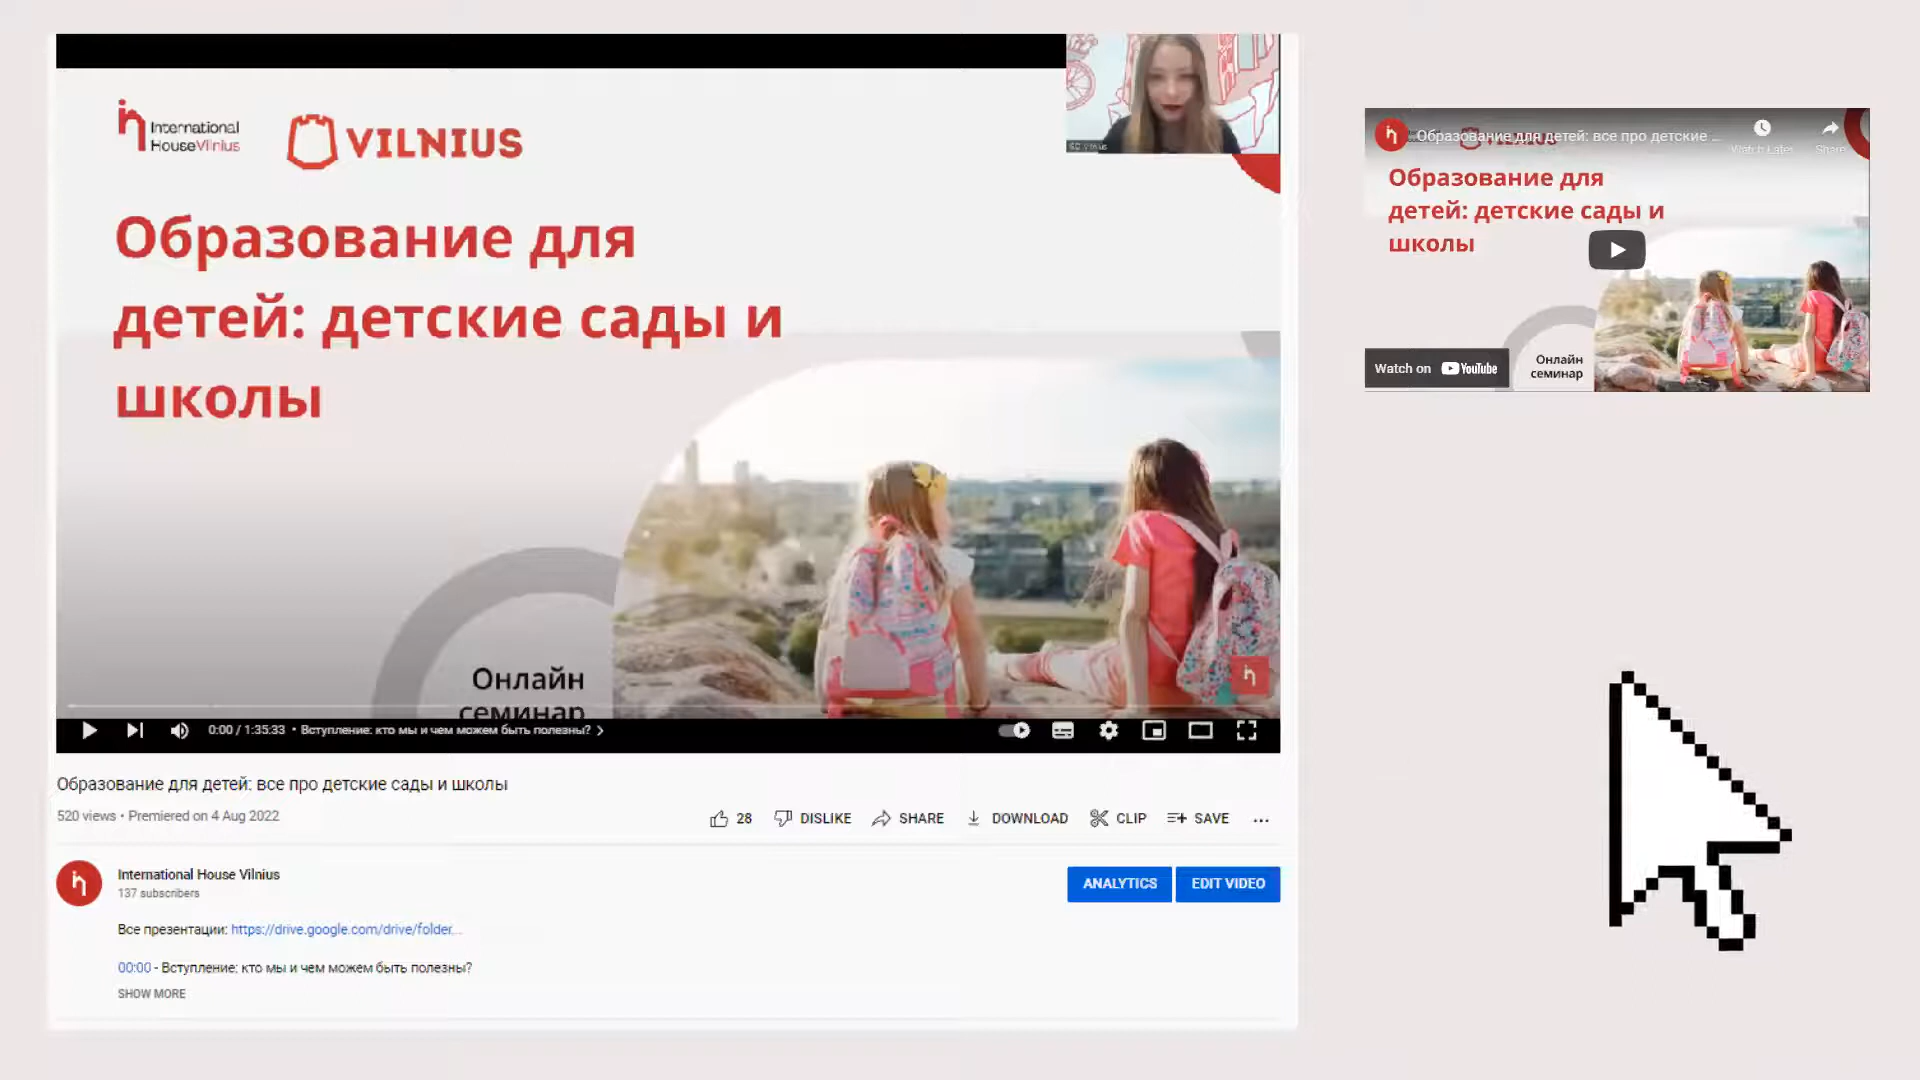 International
HouseVilnius
VILNIUS
Образование для
детей: детские сады и
школы
Онлайн
семинар
0:00 / 1:35:33 • Вступление: кто мы и чем можем быть полезны?
Образование для детей: все про детские сады и школы
520 views • Premiered on 4 Aug 2022
28
DISLIKE
SHARE
DOWNLOAD
CLIP
SAVE
International House Vilnius
137 subscribers
ANALYTICS
EDIT VIDEO
Все презентации: https://drive.google.com/drive/folder...
00:00 - Вступление: кто мы и чем можем быть полезны?
SHOW MORE
Образование для детей: все про детские ...
Watch Later
Share
VILNIUS
Образование для
детей: детские сады и
школы
Онлайн
семинар
Watch on YouTube